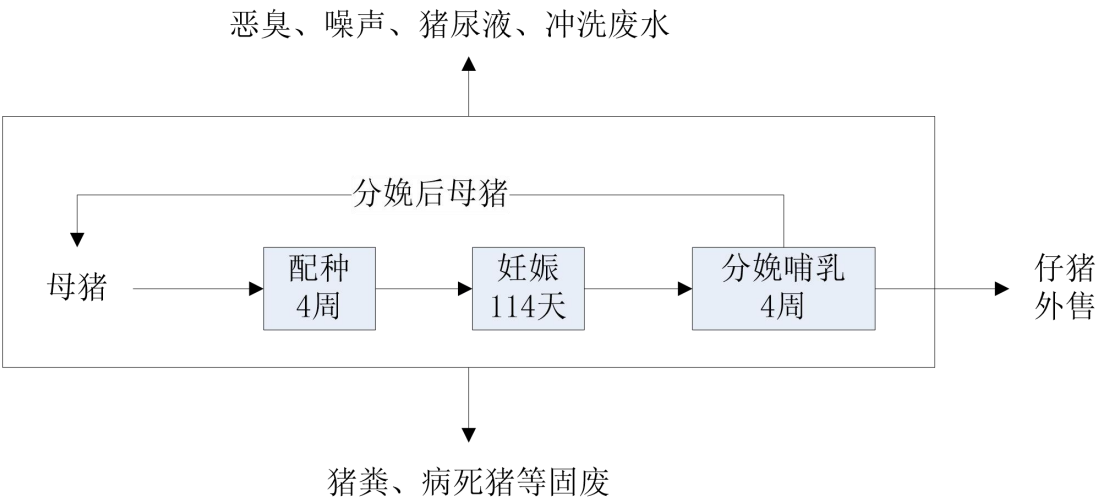 恶臭、噪声、猪尿液、冲洗废水
分娩后母猪
母猪
配种
4周
妊娠
114天
分娩哺乳
4周
仔猪
外售
猪粪、病死猪等固废